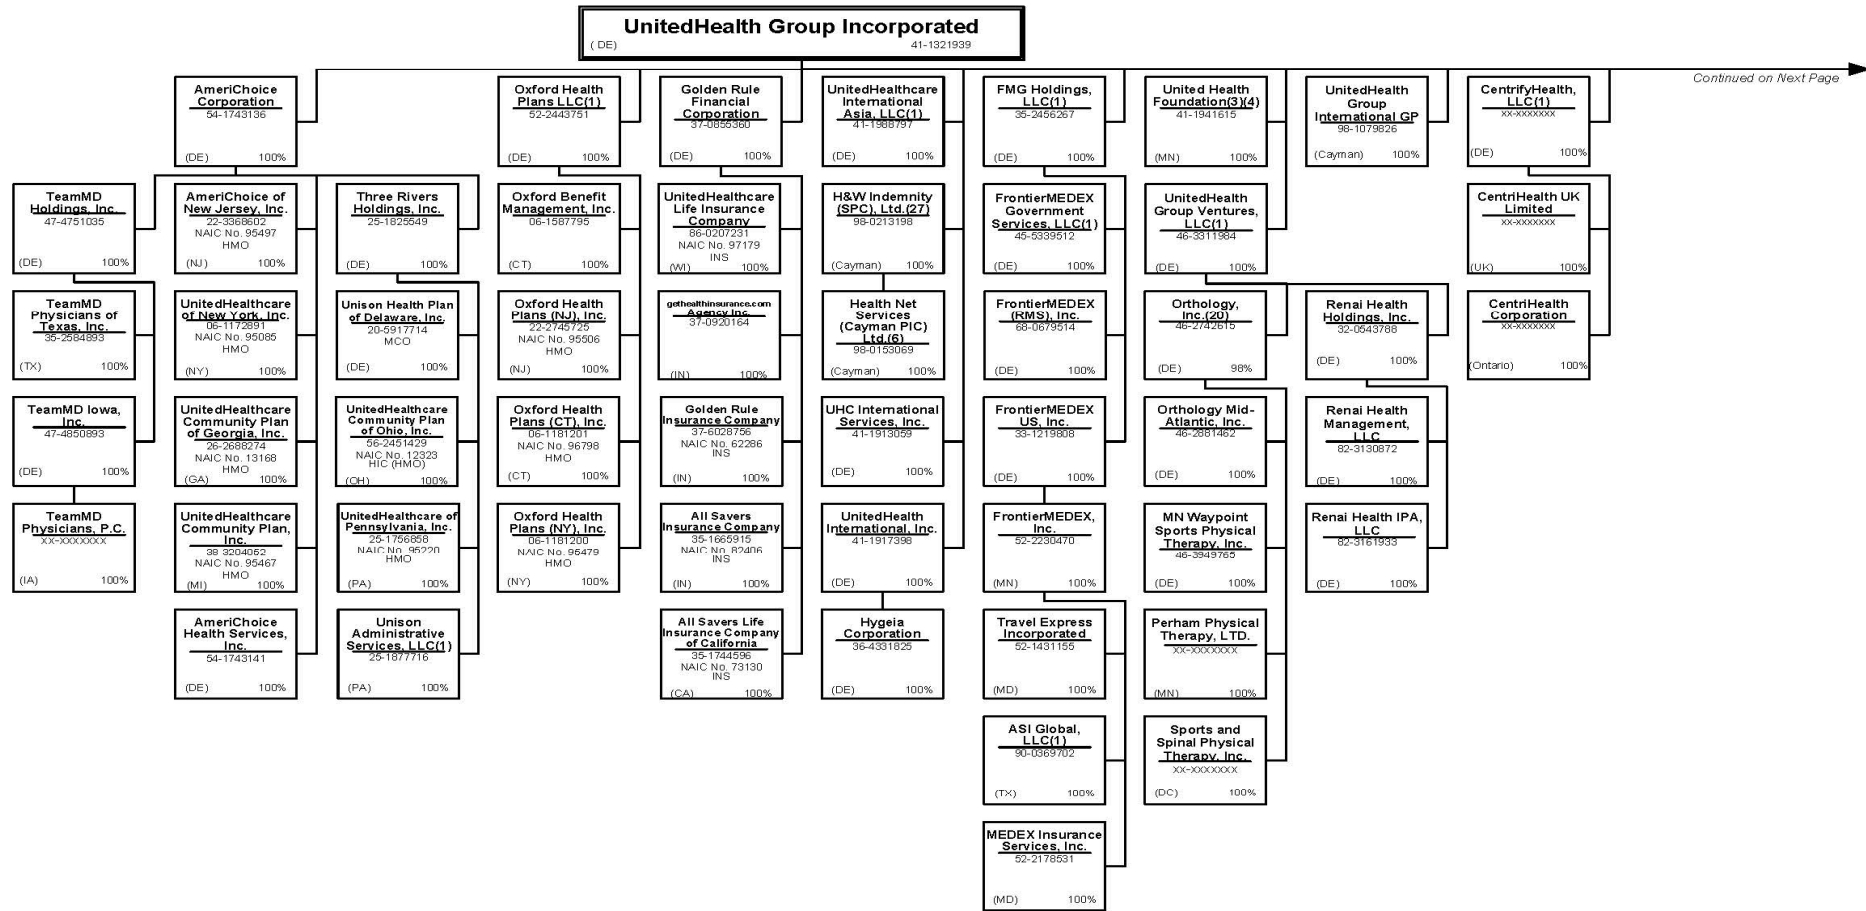 UnitedHealth Group Incorporated
( DE) 41-1321939
Continued on Next Page
AmeriChoice
Corporation
54-1743136
(DE) 100%
Oxford Health
Plans LLC(1)
52-2443751
(DE) 100%
Golden Rule
Financial
Corporation
37-0855360
(DE) 100%
UnitedHealthcare
International
Asia, LLC(1)
41-1988797
(DE) 100%
FMG Holdings,
LLC(1)
35-2456267
(DE) 100%
United Health
Foundation(3)(4)
41-1941615
(MN) 100%
UnitedHealth
Group
International GP
98-1079826
(Cayman) 100%
CentrifyHealth,
LLC(1)
xx-xxxxxxx
(DE) 100%
TeamMD
Holdings, Inc.
47-4751035
(DE) 100%
AmeriChoice of
New Jersey, Inc.
22-3368602
NAIC No. 95497
HMO
(NJ) 100%
Three Rivers
Holdings, Inc.
25-1825549
(DE) 100%
Oxford Benefit
Management, Inc.
06-1587795
(CT) 100%
UnitedHealthcare
Life Insurance
Company
86-0207231
NAIC No. 97179
INS
(WI) 100%
H&W Indemnity
(SPC), Ltd.(27)
98-0213198
(Cayman) 100%
FrontierMEDEX
Government
Services, LLC(1)
45-5339512
(DE) 100%
UnitedHealth
Group Ventures,
LLC(1)
46-3311984
(DE) 100%
CentriHealth UK
Limited
xx-xxxxxxx
(UK) 100%
TeamMD
Physicians of
Texas, Inc.
35-2584893
(TX) 100%
UnitedHealthcare
of New York, Inc.
06-1172891
NAIC No. 95085
HMO
(NY) 100%
Unison Health Plan
of Delaware, Inc.
20-5917714
MCO
(DE) 100%
Oxford Health
Plans (NJ), Inc.
22-2745725
NAIC No. 95506
HMO
(NJ) 100%
gethealthinsurance.com
Agency Inc.
37-0920164
(IN) 100%
Health Net
Services
(Cayman PIC)
Ltd.(6)
98-0153069
(Cayman) 100%
FrontierMEDEX
(RMS), Inc.
68-0679514
(DE) 100%
Orthology,
Inc.(20)
46-2742615
(DE) 98%
Renai Health
Holdings, Inc.
32-0543788
(DE) 100%
CentriHealth
Corporation
xx-xxxxxxx
(Ontario) 100%
TeamMD Iowa,
Inc.
47-4850893
(DE) 100%
UnitedHealthcare
Community Plan
of Georgia, Inc.
26-2688274
NAIC No. 13168
HMO
(GA) 100%
UnitedHealthcare
Community Plan
of Ohio, Inc.
56-2451429
NAIC No. 12323
HIC (HMO)
(OH) 100%
Oxford Health
Plans (CT), Inc.
06-1181201
NAIC No. 96798
HMO
(CT) 100%
Golden Rule
Insurance Company
37-6028756
NAIC No. 62286
INS
(IN) 100%
UHC International
Services, Inc.
41-1913059
(DE) 100%
FrontierMEDEX
US, Inc.
33-1219808
(DE) 100%
Orthology Mid-
Atlantic, Inc.
46-2881462
(DE) 100%
Renai Health
Management,
LLC
82-3130872
(DE) 100%
TeamMD
Physicians, P.C.
XX-XXXXXXX
(IA) 100%
UnitedHealthcare
Community Plan,
Inc.
38-3204052
NAIC No. 95467
HMO
(MI) 100%
UnitedHealthcare of
Pennsylvania, Inc.
25-1756858
NAIC No. 95220
HMO
(PA) 100%
Oxford Health
Plans (NY), Inc.
06-1181200
NAIC No. 95479
HMO
(NY) 100%
All Savers
Insurance Company
35-1665915
NAIC No. 82406
INS
(IN) 100%
UnitedHealth
International, Inc.
41-1917398
(DE) 100%
FrontierMEDEX,
Inc.
52-2230470
(MN) 100%
MN Waypoint
Sports Physical
Therapy, Inc.
46-3949765
(DE) 100%
Renai Health IPA,
LLC
82-3161933
(DE) 100%
AmeriChoice
Health Services,
Inc.
54-1743141
(DE) 100%
Unison
Administrative
Services, LLC(1)
25-1877716
(PA) 100%
All Savers Life
Insurance Company
of California
35-1744596
NAIC No. 73130
INS
(CA) 100%
Hygeia
Corporation
36-4331825
(DE) 100%
Travel Express
Incorporated
52-1431155
(MD) 100%
Perham Physical
Therapy, LTD.
XX-XXXXXXX
(MN) 100%
ASI Global,
LLC(1)
90-0369702
(TX) 100%
Sports and
Spinal Physical
Therapy, Inc.
XX-XXXXXXX
(DC) 100%
MEDEX Insurance
Services, Inc.
52-2178531
(MD) 100%